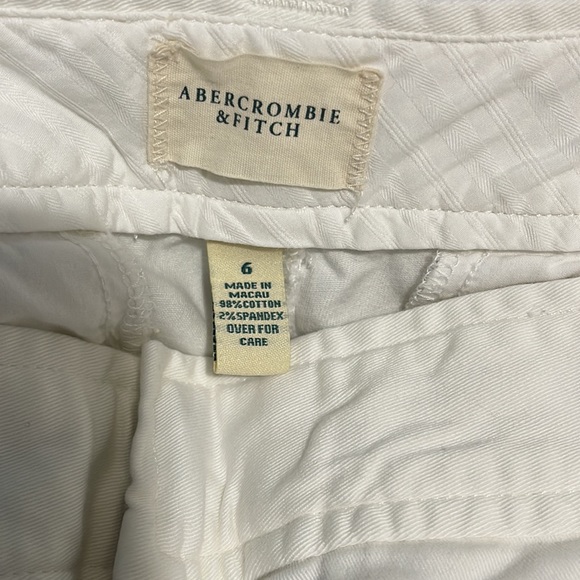 ABERCROMBIE
&FITCH
6
MADE IN
MACAU
98%COTTON
2%SPANDEX
OVER FOR
CARE